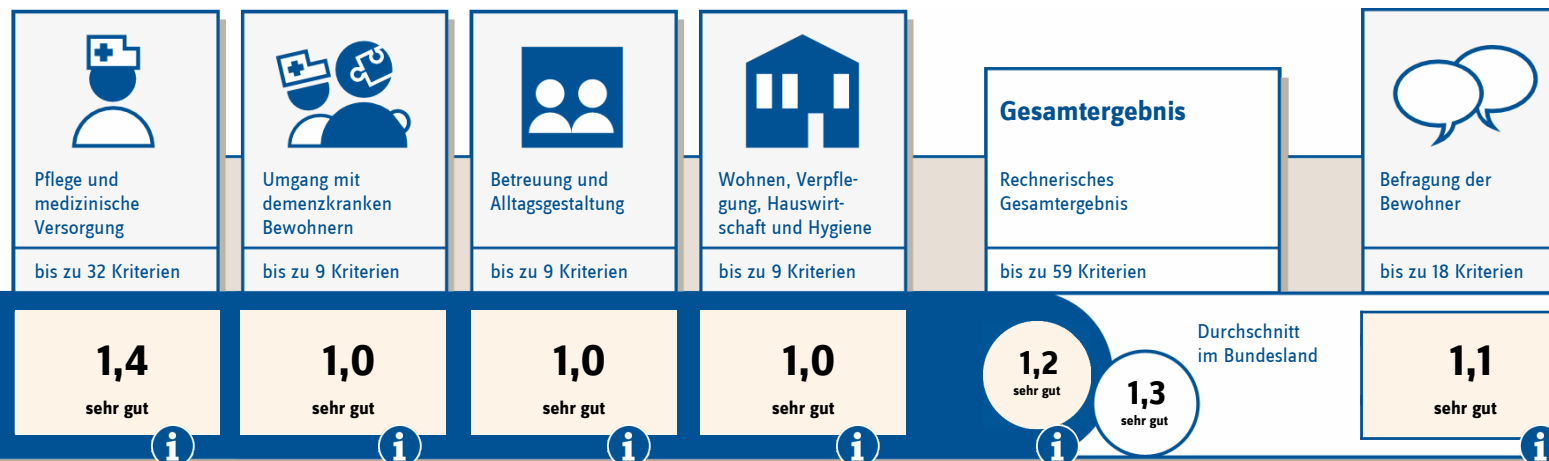 Pflege und
medizinische
Versorgung
bis zu 32 Kriterien
1,4
sehr gut
i
Umgang mit
demenzkranken
Bewohnern
bis zu 9 Kriterien
1,0
sehr gut
i
Betreuung und
Alltagsgestaltung
bis zu 9 Kriterien
1,0
sehr gut
i
Wohnen, Verpfle-
gung, Hauswirt-
schaft und Hygiene
bis zu 9 Kriterien
1,0
sehr gut
i
Gesamtergebnis
Rechnerisches
Gesamtergebnis
bis zu 59 Kriterien
1,2
sehr gut
i
1,3
sehr gut
Durchschnitt
im Bundesland
Befragung der
Bewohner
bis zu 18 Kriterien
1,1
sehr gut
i